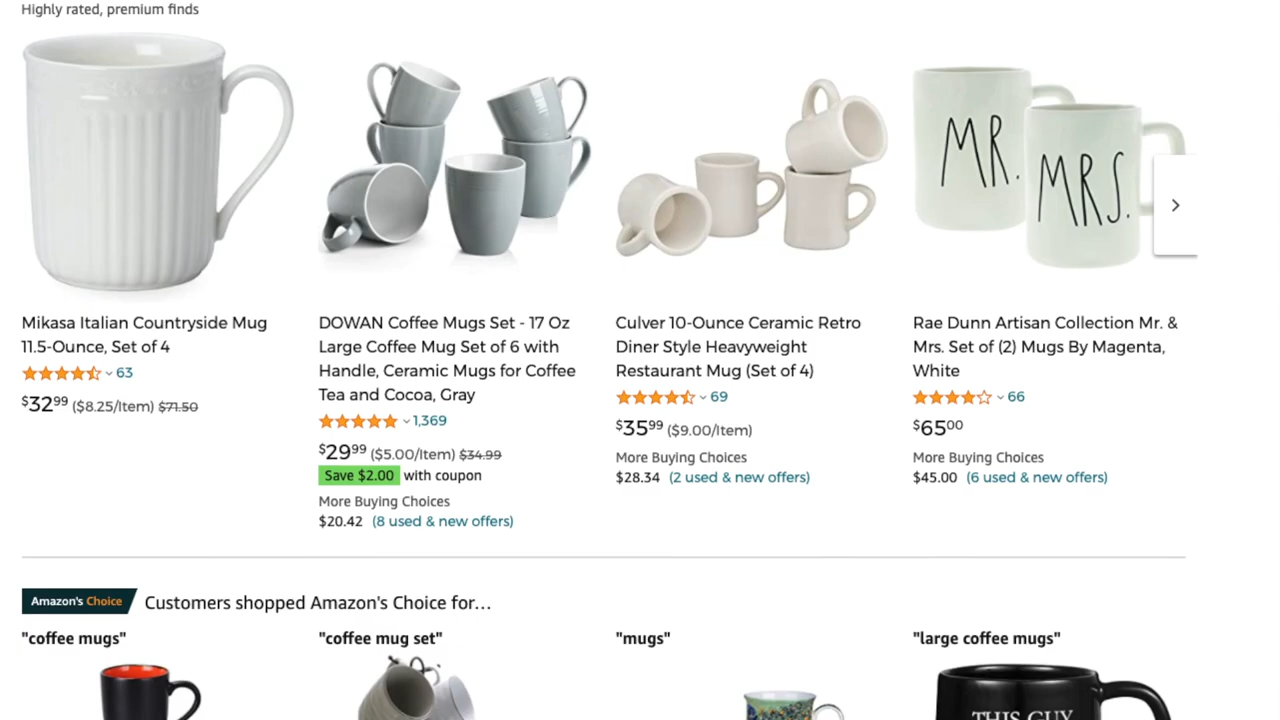 Highly rated, premium finds
MR.
MRS.
Mikasa Italian Countryside Mug
11.5-Ounce, Set of 4
63
$32.99 ($8.25/Item) $71.50
DOWAN Coffee Mugs Set - 17 Oz
Large Coffee Mug Set of 6 with
Handle, Ceramic Mugs for Coffee
Tea and Cocoa, Gray
1,369
$29.99 ($5.00/Item) $34.99
Save $2.00 with coupon
More Buying Choices
$20.42 (8 used & new offers)
Culver 10-Ounce Ceramic Retro
Diner Style Heavyweight
Restaurant Mug (Set of 4)
69
$35.99 ($9.00/Item)
More Buying Choices
$28.34 (2 used & new offers)
Rae Dunn Artisan Collection Mr. &
Mrs. Set of (2) Mugs By Magenta,
White
66
$65.00
More Buying Choices
$45.00 (6 used & new offers)
Amazon's Choice Customers shopped Amazon's Choice for…
"coffee mugs"
"coffee mug set"
"mugs"
"large coffee mugs"
THIS GUY